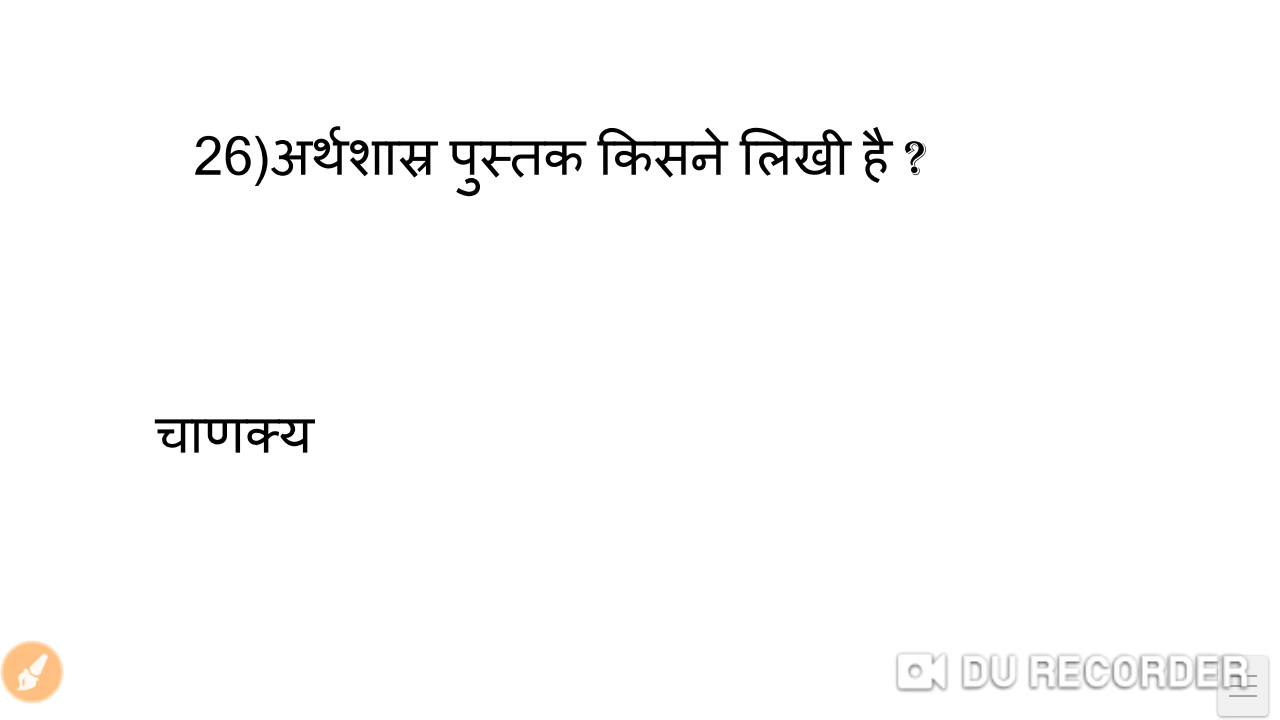 26)अर्थशास्र पुस्तक किसने लिखी है ?
चाणक्य
DU RECORDER